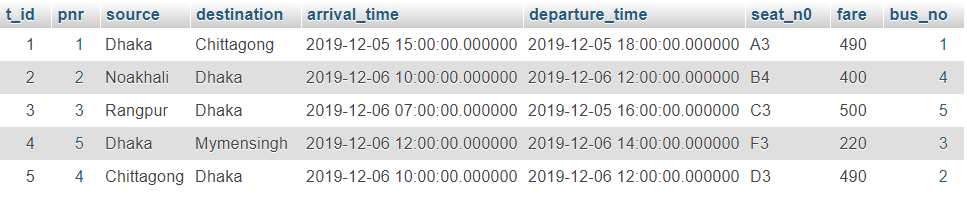 t_id pnr source destination arrival_time departure_time seat_n0 fare bus_no
1 1 Dhaka Chittagong 2019-12-05 15:00:00.000000 2019-12-05 18:00:00.000000 A3 490 1
2 2 Noakhali Dhaka 2019-12-06 10:00:00.000000 2019-12-06 12:00:00.000000 B4 400 4
3 3 Rangpur Dhaka 2019-12-06 07:00:00.000000 2019-12-05 16:00:00.000000 C3 500 5
4 5 Dhaka Mymensingh 2019-12-06 12:00:00.000000 2019-12-06 14:00:00.000000 F3 220 3
5 4 Chittagong Dhaka 2019-12-06 10:00:00.000000 2019-12-06 12:00:00.000000 D3 490 2